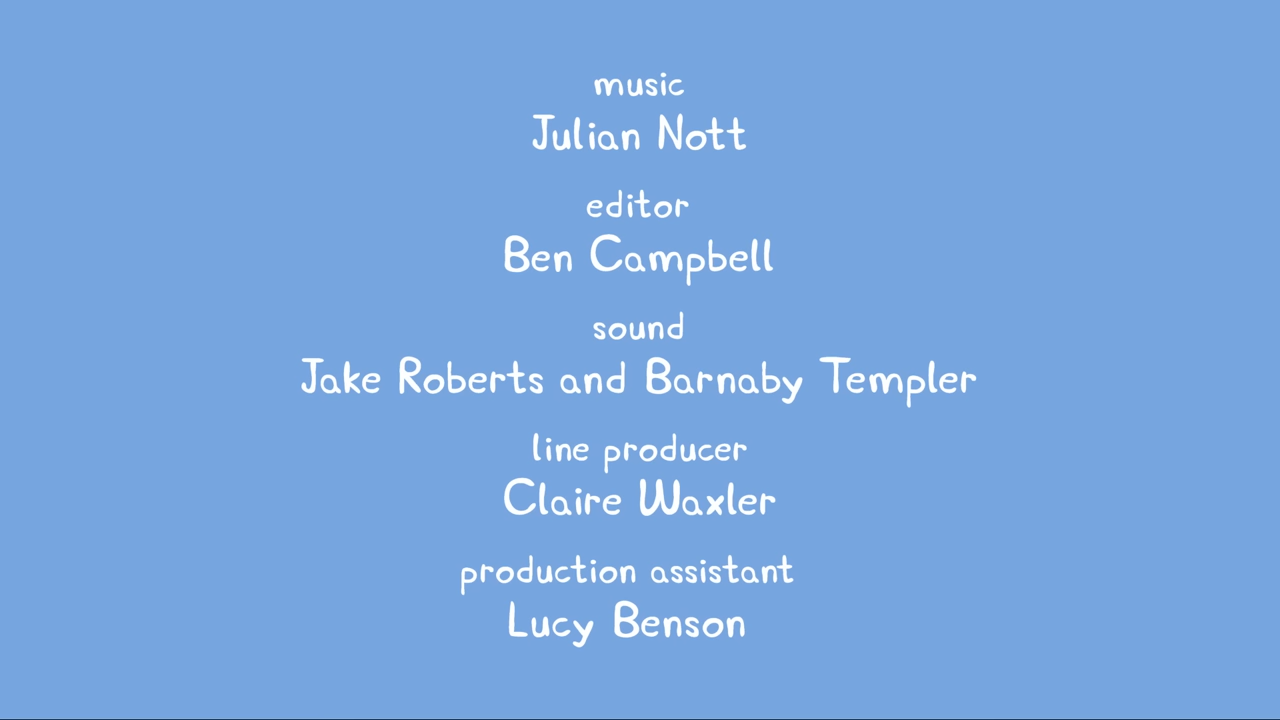 music
Julian Nott
editor
Ben Campbell
sound
Jake Roberts and Barnaby Templer
line producer
Claire Waxler
production assistant
Lucy Benson